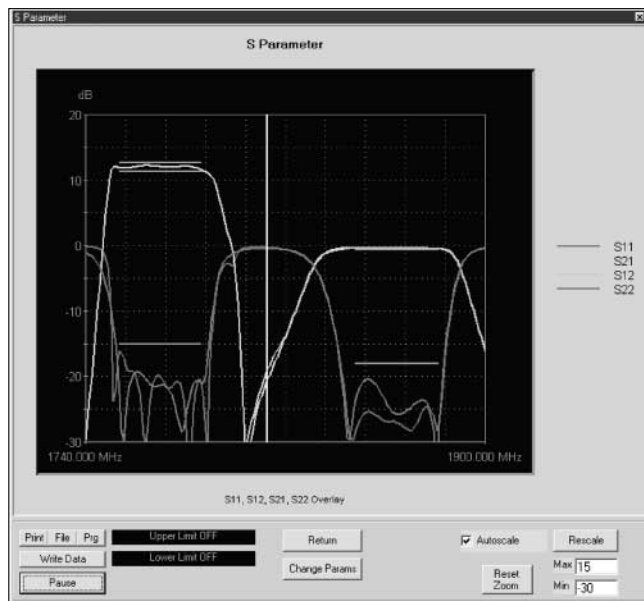 S Parameter
S Parameter
dB
20
10
0
-10
-20
-30
1740.000 MHz
1900.000 MHz
S11
S21
S12
S22
S11, S12, S21, S22 Overlay
Print File Prg
Upper Limit OFF
Return
Autoscale
Rescale
Write Data
Lower Limit OFF
Change Params
Max 15
Pause
Reset
Zoom
Min -30